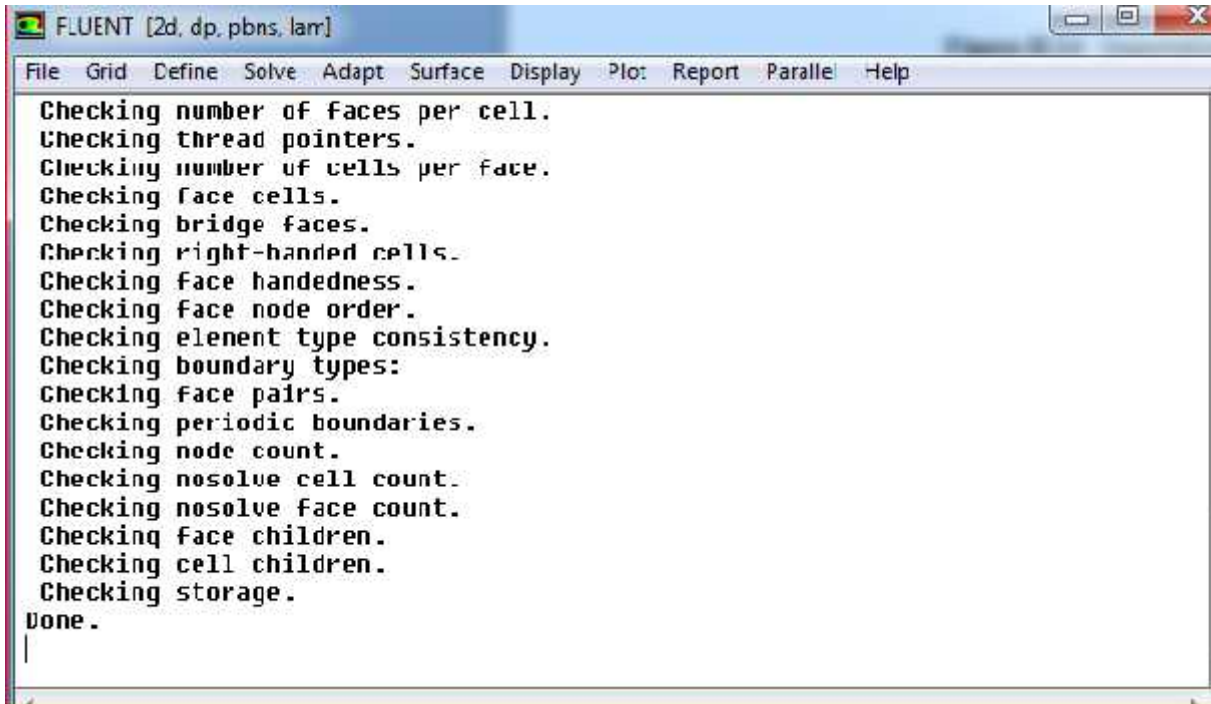 FLUENT [2d, dp, pbns, lam]
File Grid Define Solve Adapt Surface Display Plot Report Parallel Help
Checking number of faces per cell.
Checking thread pointers.
Checking number of cells per face.
Checking face cells.
Checking bridge faces.
Checking right-handed cells.
Checking face handedness.
Checking face node order.
Checking element type consistency.
Checking boundary types:
Checking face pairs.
Checking periodic boundaries.
Checking node count.
Checking nosolve cell count.
Checking nosolve face count.
Checking face children.
Checking cell children.
Checking storage.
Done.